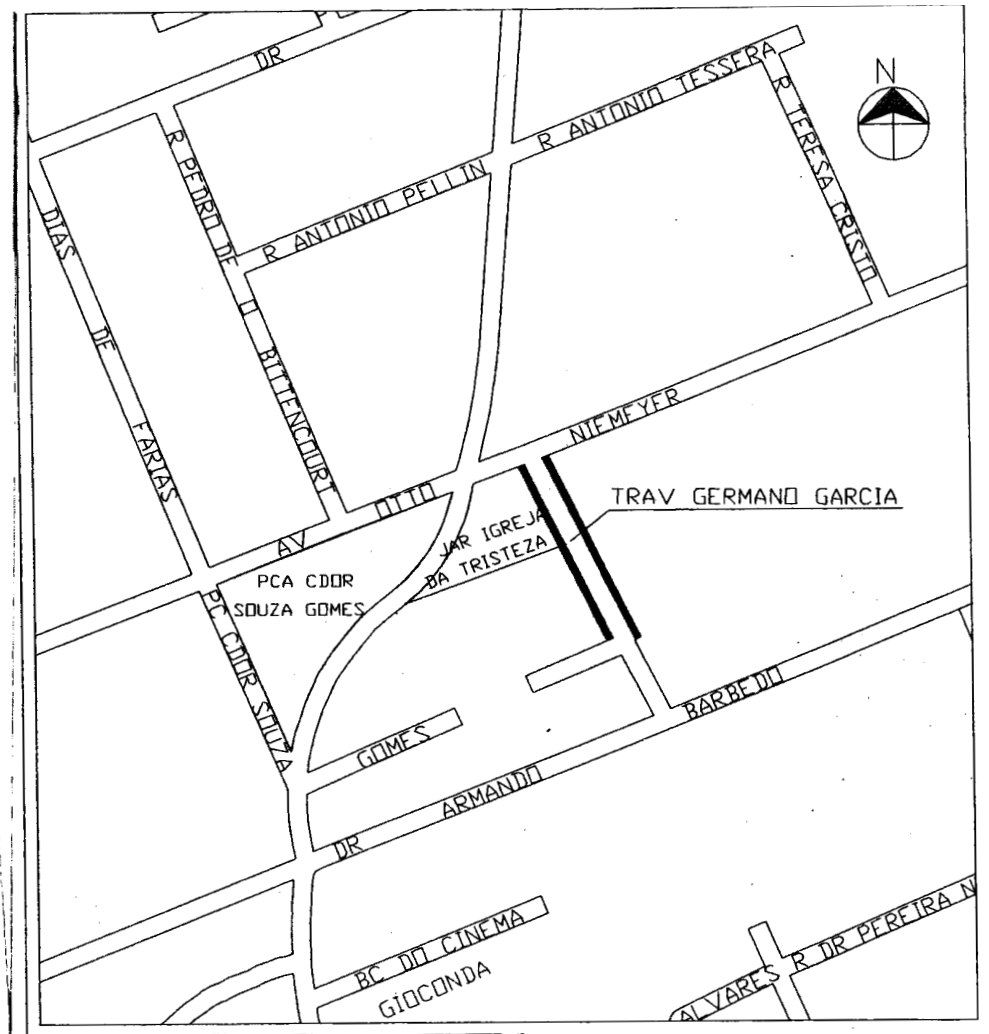 DR
N
R ANTONIO TESSERA
R TERESA CRISTO
R PEDRO DE O BITTENCOURT
R ANTONIO PELLIN
DIAS DE FARIAS
AV OTTO NIEMEYER
TRAV GERMANO GARCIA
JAR IGREJA
DA TRISTEZA
PCA CDOR
SOUZA GOMES
PC CDOR SOUZA GOMES
DR ARMANDO BARBEDO
BC DO CINEMA
GIOCONDA
ALVARES
R DR PEREIRA N